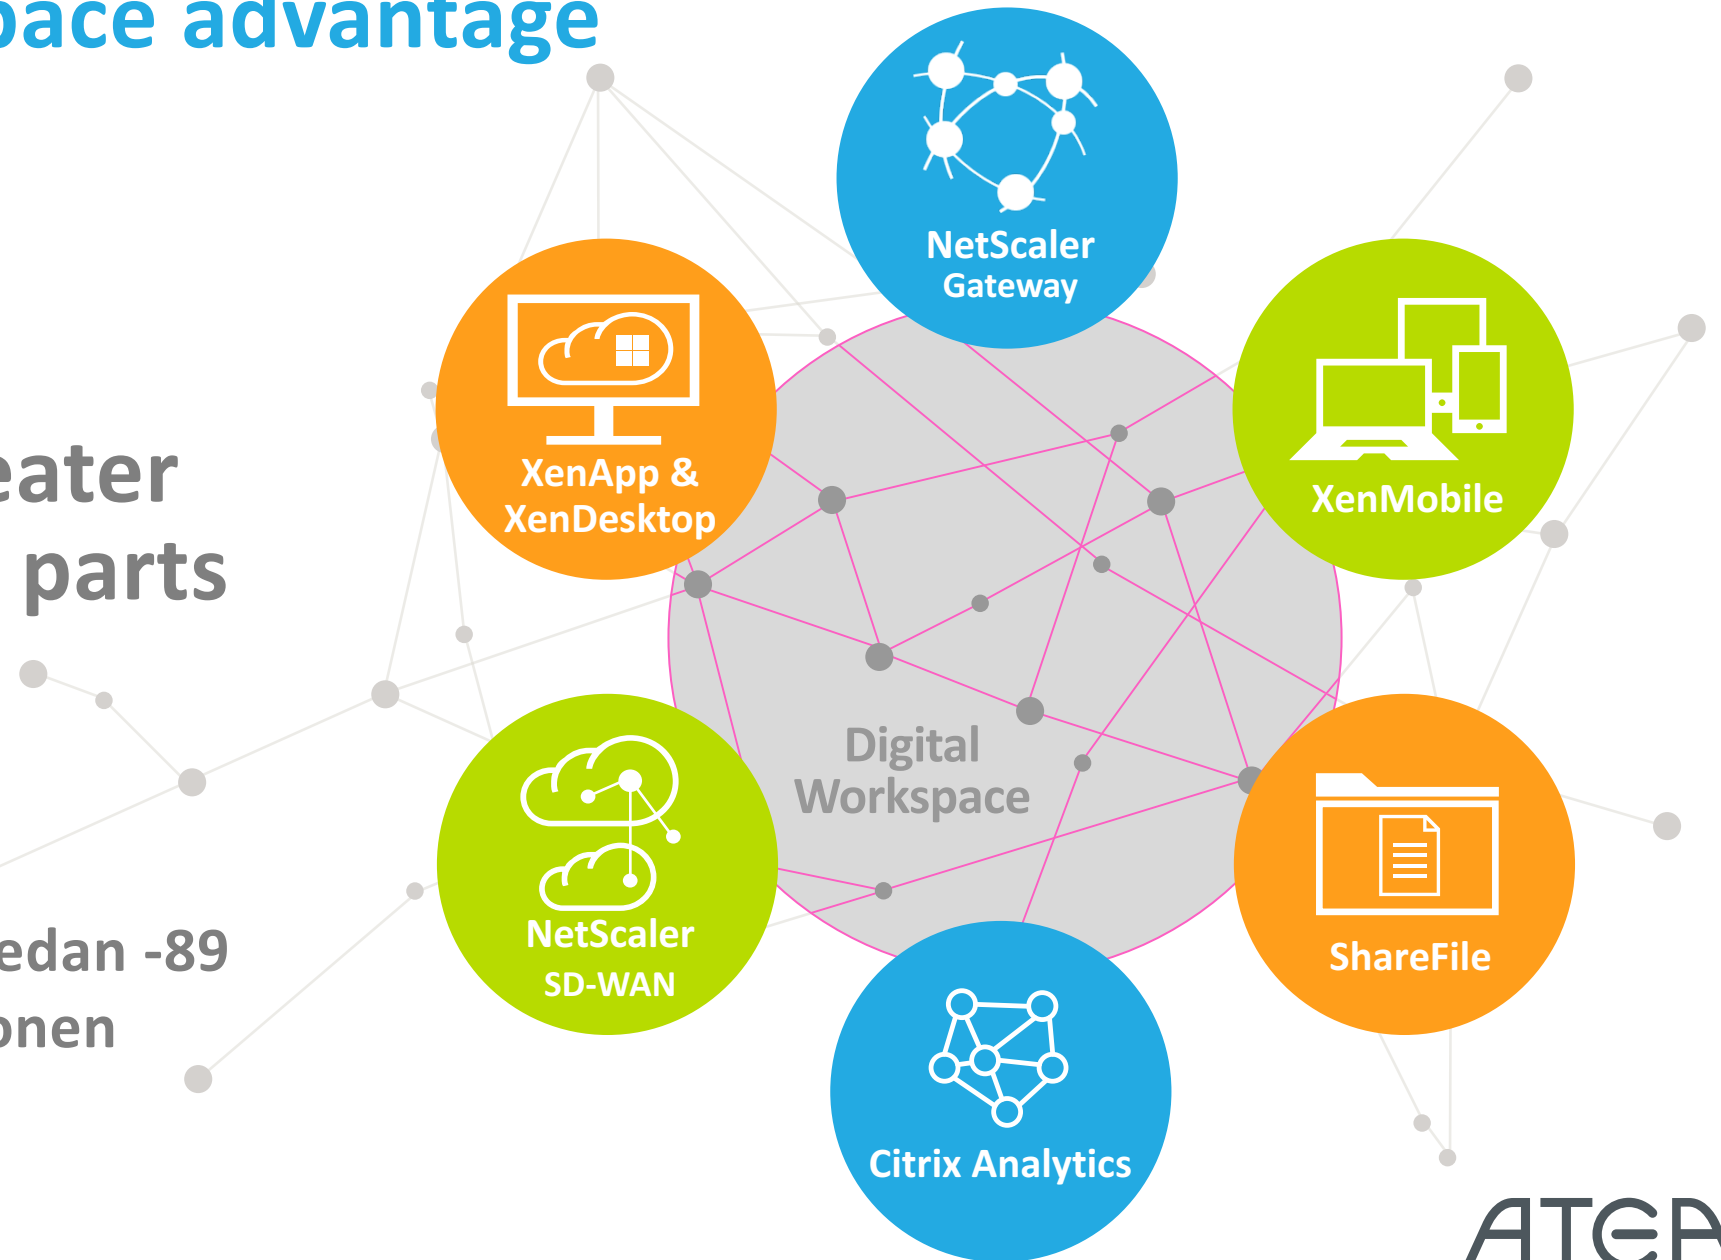 pace advantage
eater
parts
edan -89
onen
NetScaler
Gateway
XenApp &
XenDesktop
XenMobile
Digital
Workspace
NetScaler
SD-WAN
ShareFile
Citrix Analytics
ATEA